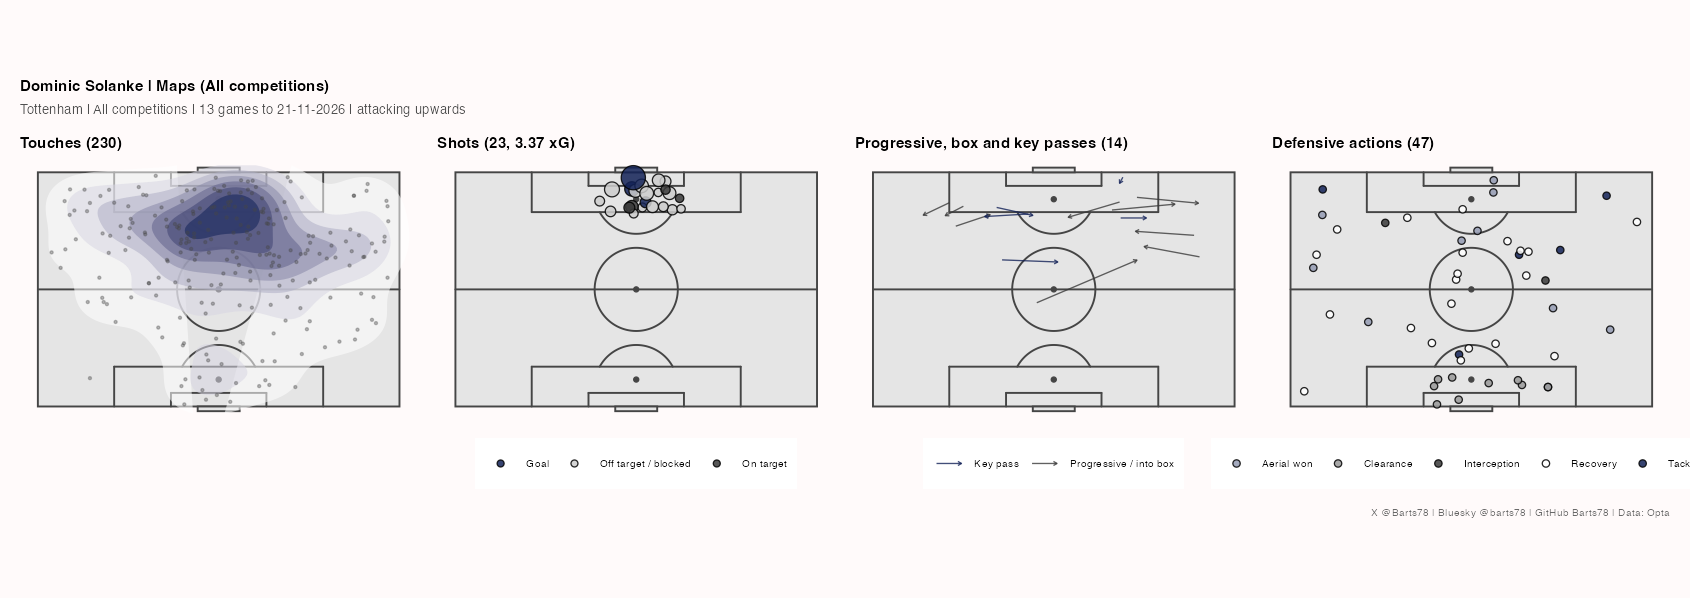 Dominic Solanke | Maps (All competitions)
Tottenham | All competitions | 13 games to 21-11-2026 | attacking upwards
Touches (230)
Shots (23, 3.37 xG)
Progressive, box and key passes (14)
Defensive actions (47)
Goal
Off target / blocked
On target
Key pass
Progressive / into box
Aerial won
Clearance
Interception
Recovery
Tack
X @Barts78 | Bluesky @barts78 | GitHub Barts78 | Data: Opta